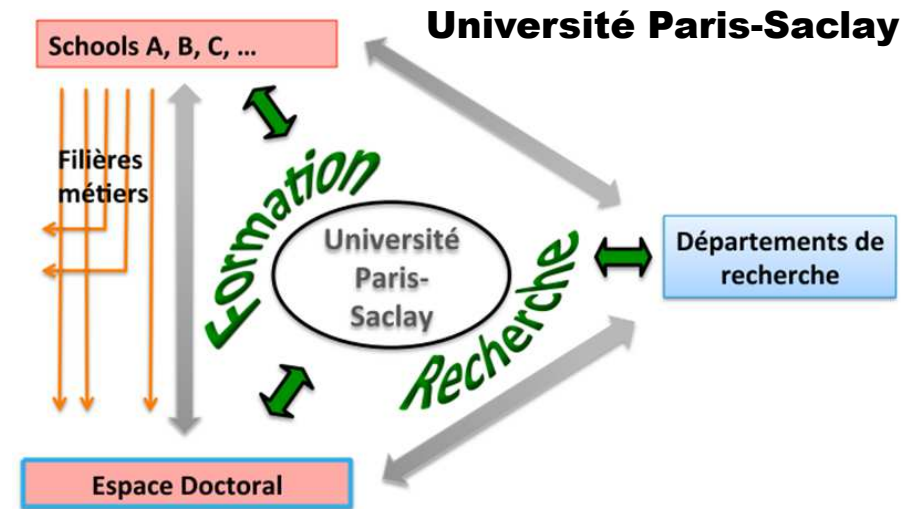 Université Paris-Saclay
Schools A, B, C, ...
Filières
métiers
Formation
Université
Paris-
Saclay
Recherche
Départements de
recherche
Espace Doctoral